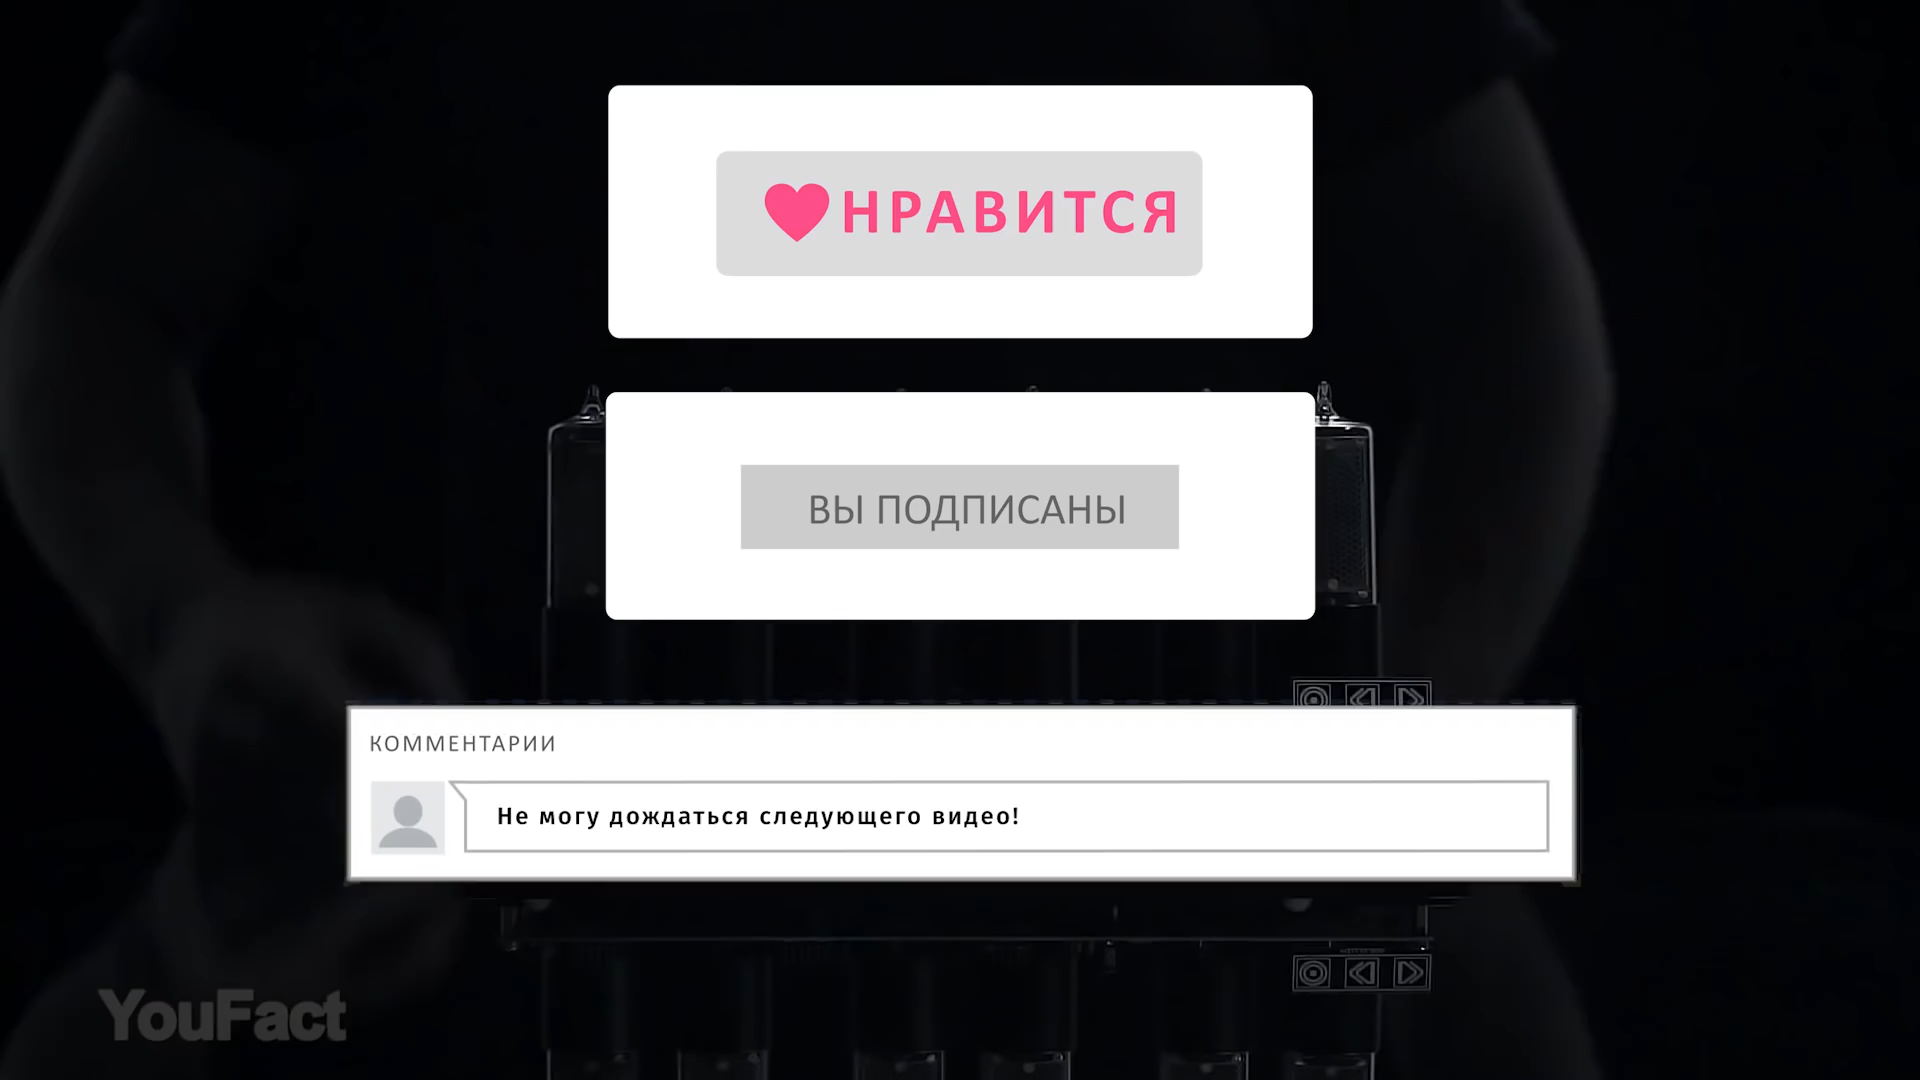 НРАВИТСЯ
ВЫ ПОДПИСАНЫ
КОММЕНТАРИИ
Не могу дождаться следующего видео!
YouFact